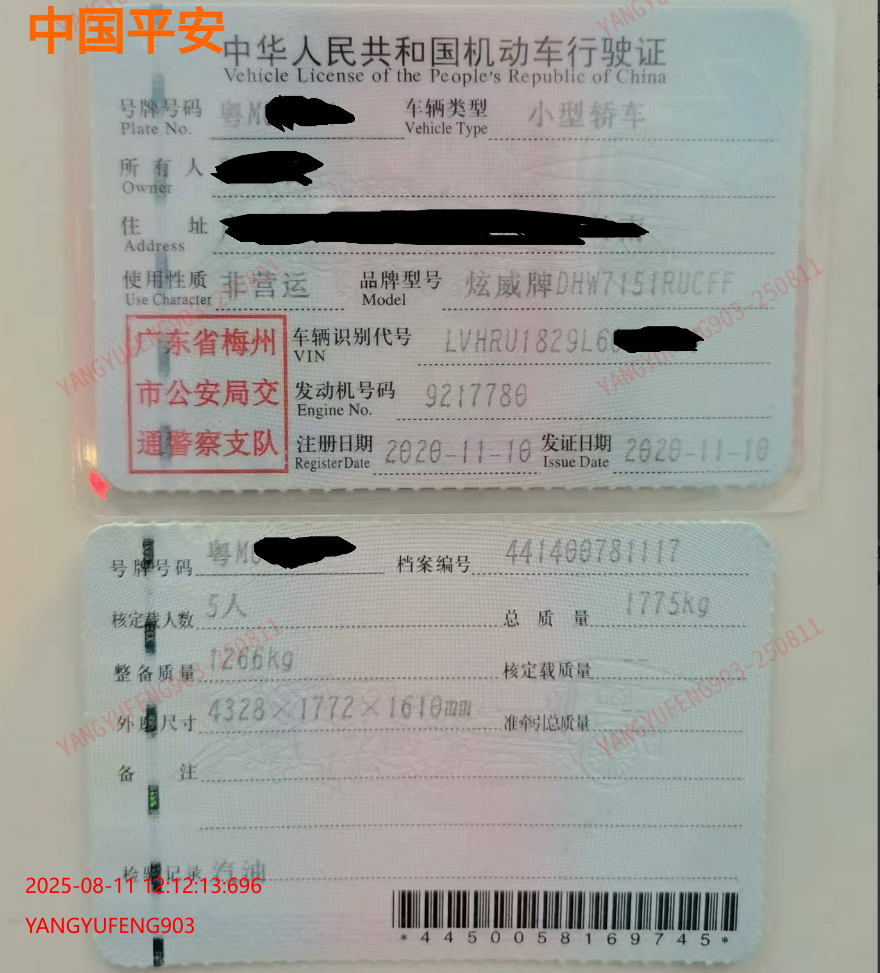 中国平安
中华人民共和国机动车行驶证
Vehicle License of the People's Republic of China
号牌号码 粤M 车辆类型 小型轿车
Plate No. Vehicle Type
所有人
Owner
住址
Address
使用性质 非营运 品牌型号 炫威牌DHW7151RUCFF
Use Character Model
广东省梅州
市公安局交
通警察支队
车辆识别代号 LVHRU1829L6
VIN
发动机号码 9217780
Engine No.
注册日期 2020-11-10 发证日期 2020-11-10
Register Date Issue Date
号牌号码 粤M 档案编号 441400781117
核定载人数 5人 总质量 1775kg
整备质量 1266kg 核定载质量 --
外廓尺寸 4328×1772×1610mm 准牵引总质量 --
备注
检验记录 汽油
2025-08-11 12:12:13:696
YANGYUFENG903
*4450058169745*
YANGYUFENG903-250811
YANGYUFENG903-250811
YANGYUFENG903-250811
YANGYUFENG903-250811